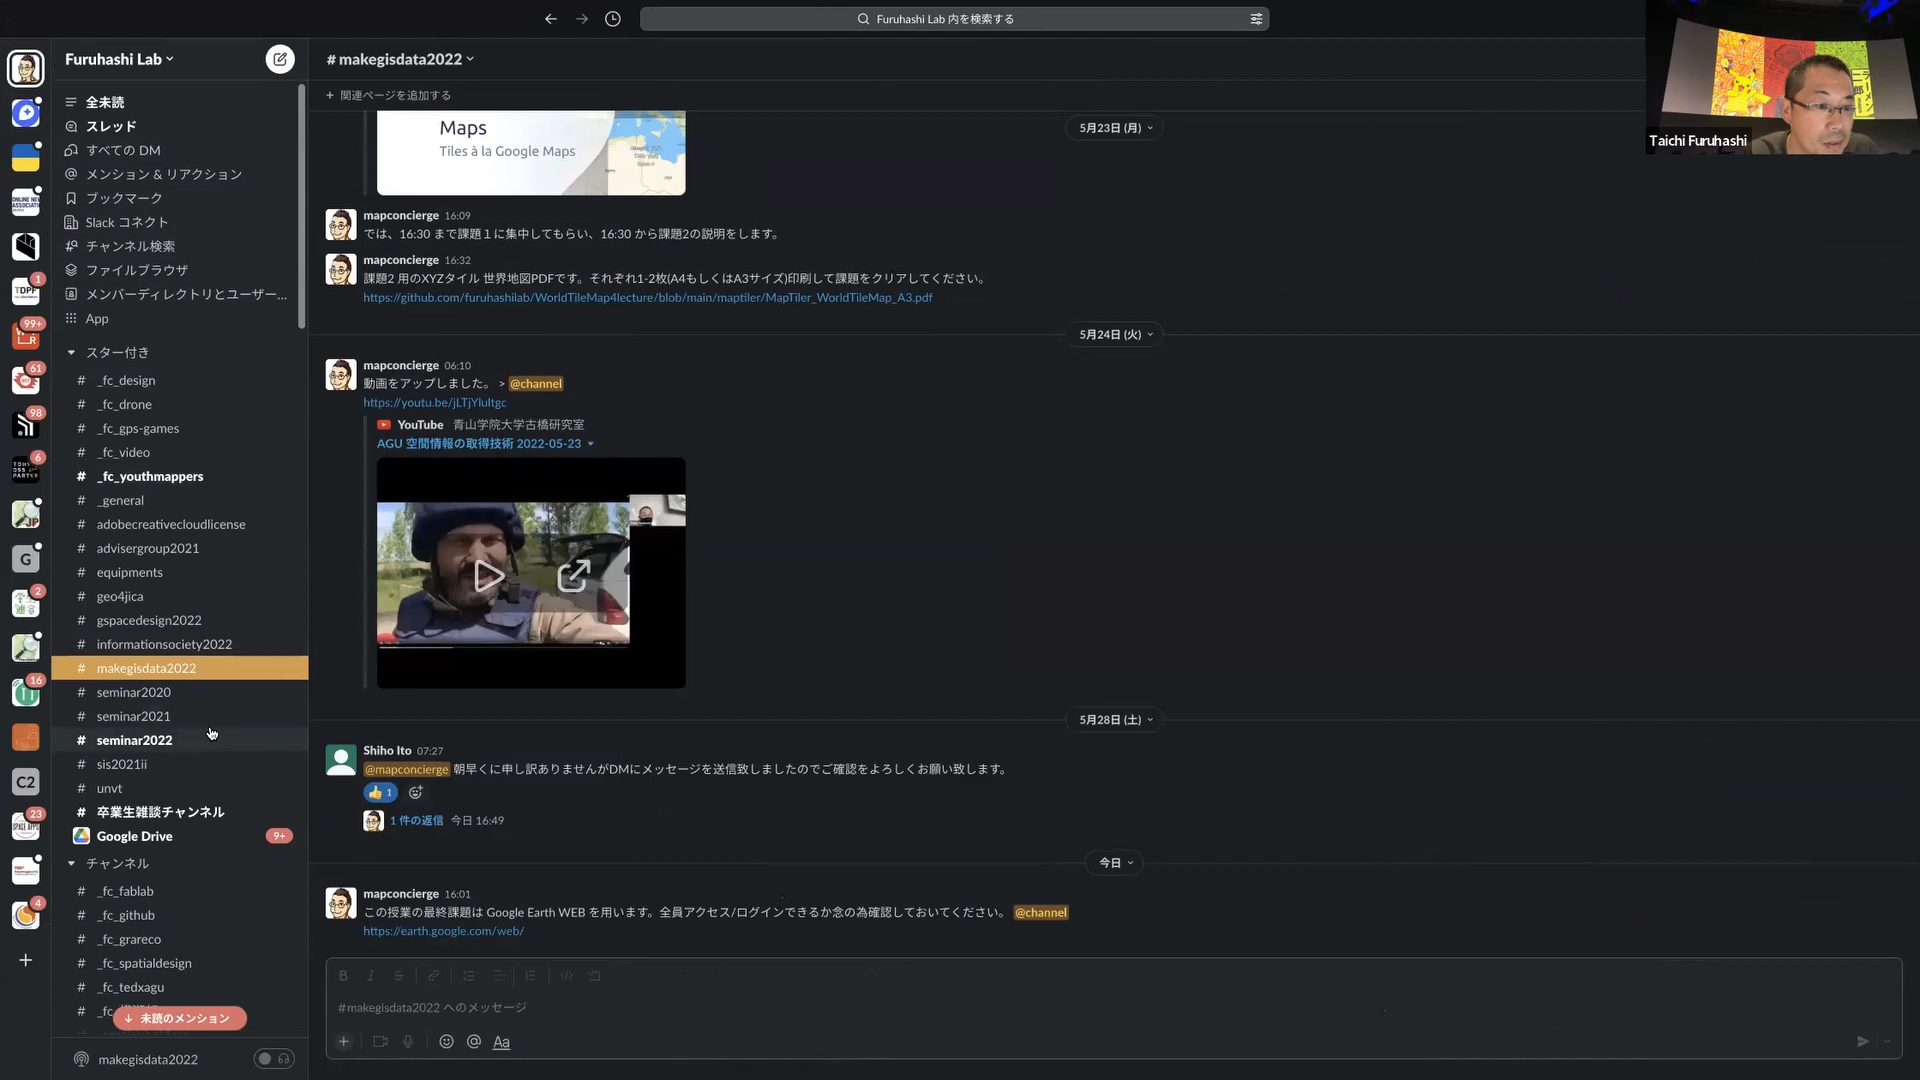 Furuhashi Lab 内を検索する
Furuhashi Lab
全未読
スレッド
すべての DM
メンション & リアクション
ブックマーク
Slack コネクト
チャンネル検索
ファイルブラウザ
メンバーディレクトリとユーザー...
App
スター付き
# _fc_design
# _fc_drone
# _fc_gps-games
# _fc_video
# _fc_youthmappers
# _general
# adobecreativecloudlicense
# advisergroup2021
# equipments
# geo4jica
# gspacedesign2022
# informationsociety2022
# makegisdata2022
# seminar2020
# seminar2021
# seminar2022
# sis2021ii
# unvt
# 卒業生雑談チャンネル
Google Drive 9+
チャンネル
# _fc_fablab
# _fc_github
# _fc_grareco
# _fc_spatialdesign
# _fc_tedxagu
↓ 未読のメンション
makegisdata2022
1
99+
61
98
6
G
2
16
C2
23
4
# makegisdata2022
+ 関連ページを追加する
5月23日 (月)
Maps
Tiles à la Google Maps
mapconcierge 16:09
では、16:30 まで課題１に集中してもらい、16:30 から課題2の説明をします。
mapconcierge 16:32
課題2 用のXYZタイル 世界地図PDFです。それぞれ1-2枚(A4もしくはA3サイズ)印刷して課題をクリアしてください。
https://github.com/furuhashilab/WorldTileMap4lecture/blob/main/maptiler/MapTiler_WorldTileMap_A3.pdf
5月24日 (火)
mapconcierge 06:10
動画をアップしました。 > @channel
https://youtu.be/jLTjYlultgc
YouTube 青山学院大学古橋研究室
AGU 空間情報の取得技術 2022-05-23
5月28日 (土)
Shiho Ito 07:27
@mapconcierge 朝早くに申し訳ありませんがDMにメッセージを送信致しましたのでご確認をよろしくお願い致します。
1
1 件の返信 今日 16:49
今日
mapconcierge 16:01
この授業の最終課題は Google Earth WEB を用います。全員アクセス/ログインできるか念の為確認しておいてください。 @channel
https://earth.google.com/web/
#makegisdata2022 へのメッセージ
Aa
Taichi Furuhashi